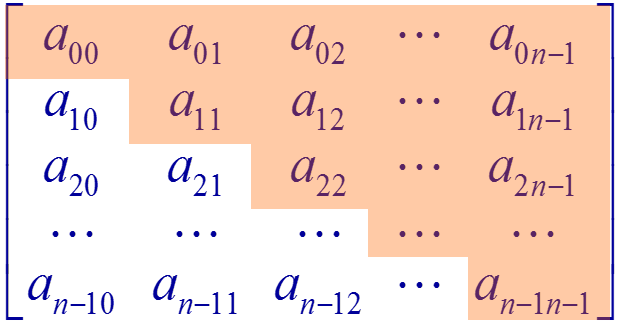 a₀₀ a₀₁ a₀₂ ⋯ a₀ₙ₋₁
a₁₀ a₁₁ a₁₂ ⋯ a₁ₙ₋₁
a₂₀ a₂₁ a₂₂ ⋯ a₂ₙ₋₁
⋯ ⋯ ⋯ ⋯ ⋯
aₙ₋₁₀ aₙ₋₁₁ aₙ₋₁₂ ⋯ aₙ₋₁ₙ₋₁